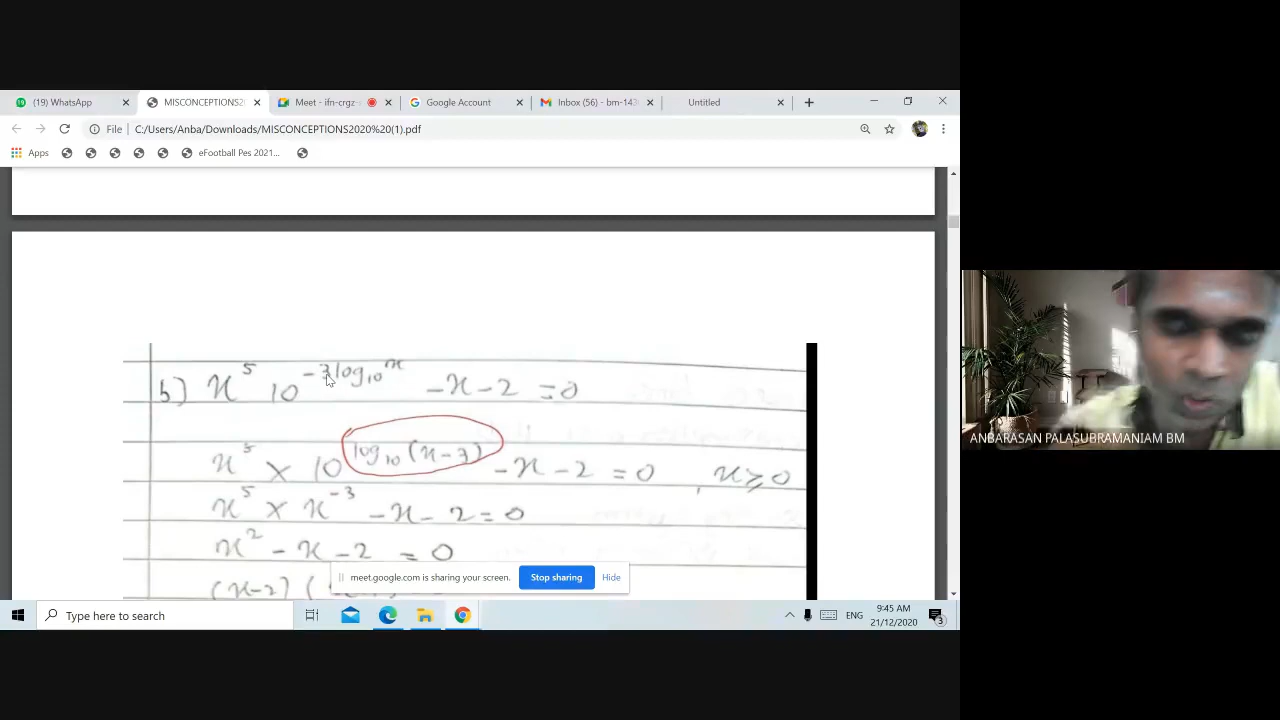 (19) WhatsApp
MISCONCEPTIONS20
Meet - ifn-crgz-
Google Account
Inbox (56) - bm-143
Untitled
File
C:/Users/Anba/Downloads/MISCONCEPTIONS2020%20(1).pdf
Apps
eFootball Pes 2021...
b) x⁵ 10^(-3log₁₀x) - x - 2 = 0
x⁵ × 10^(log₁₀(x-3)) - x - 2 = 0 , x ≥ 0
x⁵ × x⁻³ - x - 2 = 0
x² - x - 2 = 0
(x-2) (
meet.google.com is sharing your screen.
Stop sharing
Hide
ANBARASAN PALASUBRAMANIAM BM
Type here to search
ENG
9:45 AM
21/12/2020
3